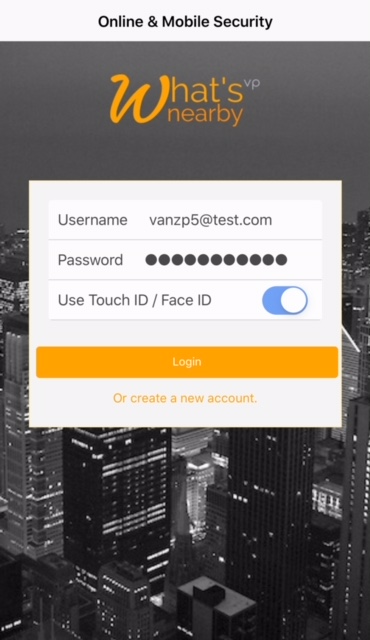 Online & Mobile Security
What's vp
nearby
Username vanzp5@test.com
Password ●●●●●●●●●●●
Use Touch ID / Face ID
Login
Or create a new account.